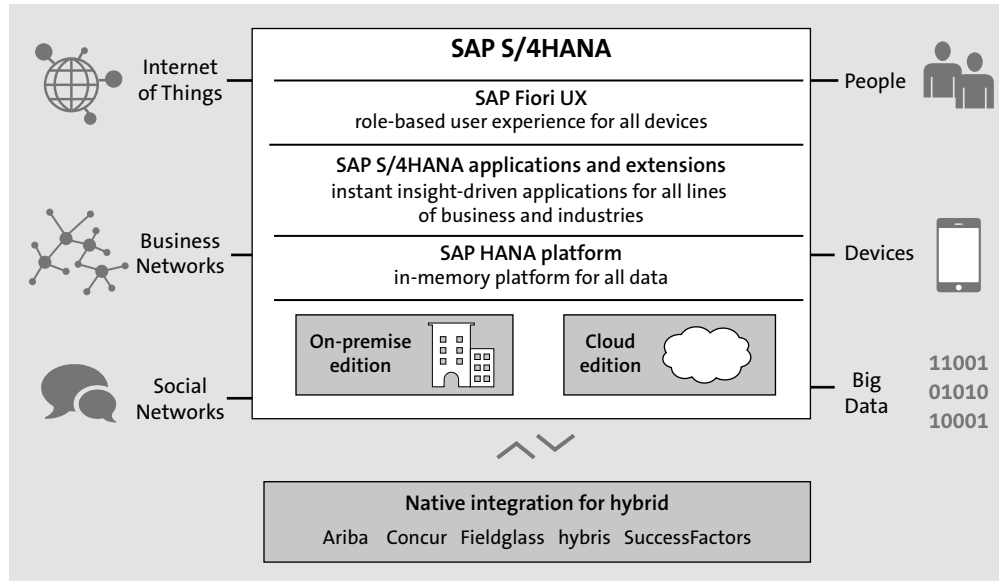 SAP S/4HANA
SAP Fiori UX
role-based user experience for all devices
SAP S/4HANA applications and extensions
instant insight-driven applications for all lines
of business and industries
SAP HANA platform
in-memory platform for all data
On-premise
edition
Cloud
edition
Internet
of Things
Business
Networks
Social
Networks
People
Devices
Big
Data
11001
01010
10001
Native integration for hybrid
Ariba Concur Fieldglass hybris SuccessFactors